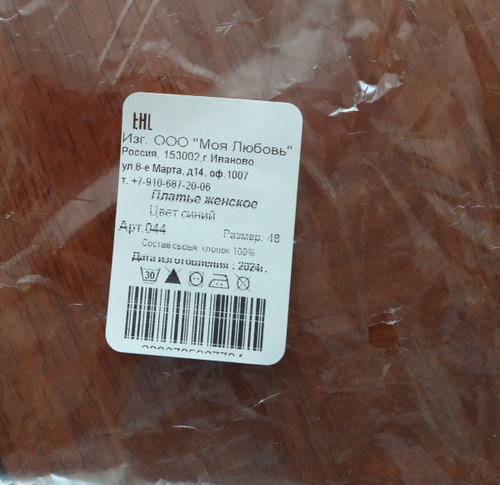 EAC
Изг. ООО "Моя Любовь"
Россия, 153002,г.Иваново
ул.8-е Марта, д14, оф.1007
т. +7-910-687-20-06
Платье женское
Цвет синий
Арт.044 Размер: 48
Состав сырья: хлопок 100%
Дата изготовления : 2024г.
30